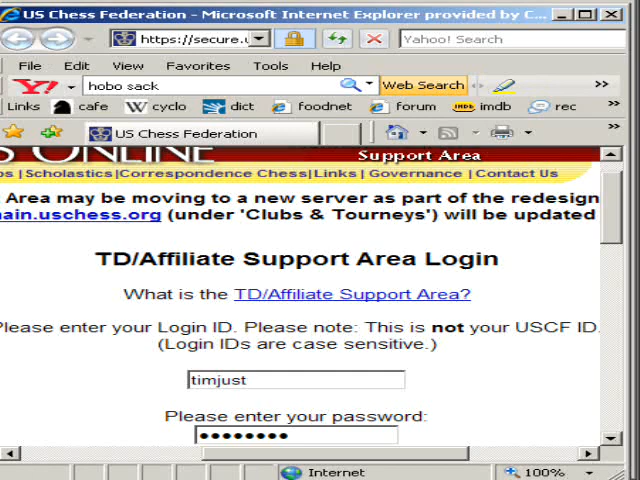 US Chess Federation - Microsoft Internet Explorer provided by C...
https://secure.u
Yahoo! Search
File Edit View Favorites Tools Help
Y! hobo sack Web Search >>
Links cafe W cyclo dict foodnet forum IMDb imdb rec >>
US Chess Federation >>
S ONLINE Support Area
os | Scholastics|Correspondence Chess|Links | Governance | Contact Us
Area may be moving to a new server as part of the redesign
main.uschess.org (under 'Clubs & Tourneys') will be updated
TD/Affiliate Support Area Login
What is the TD/Affiliate Support Area?
Please enter your Login ID. Please note: This is not your USCF ID.
(Login IDs are case sensitive.)
timjust
Please enter your password:
••••••••
Internet 100%